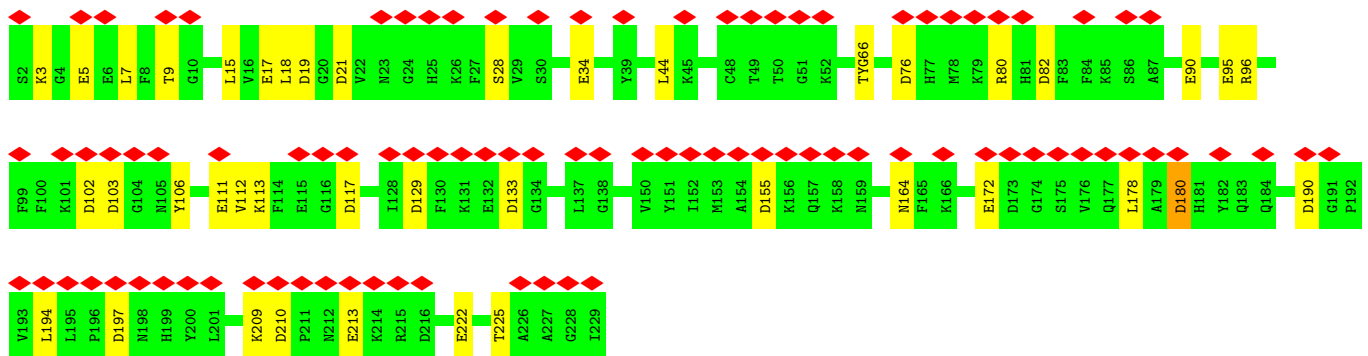 S2 K3 G4 E5 E6 L7 F8 T9 G10 L15 V16 E17 L18 D19 G20 D21 V22 N23 G24 H25 K26 F27 S28 V29 S30 E34 Y39 L44 K45 C48 T49 T50 G51 K52 TYG66 D76 H77 M78 K79 R80 H81 D82 F83 F84 K85 S86 A87 E90 E95 R96
F99 F100 K101 D102 D103 G104 N105 Y106 E111 V112 K113 F114 E115 G116 D117 I128 D129 F130 K131 E132 D133 G134 L137 G138 V150 Y151 I152 M153 A154 D155 K156 Q157 K158 N159 N164 F165 K166 E172 D173 G174 S175 V176 Q177 L178 A179 D180 H181 Y182 Q183 Q184 D190 G191 P192
V193 L194 L195 P196 D197 N198 H199 Y200 L201 K209 D210 P211 N212 E213 K214 R215 D216 E222 T225 A226 A227 G228 I229